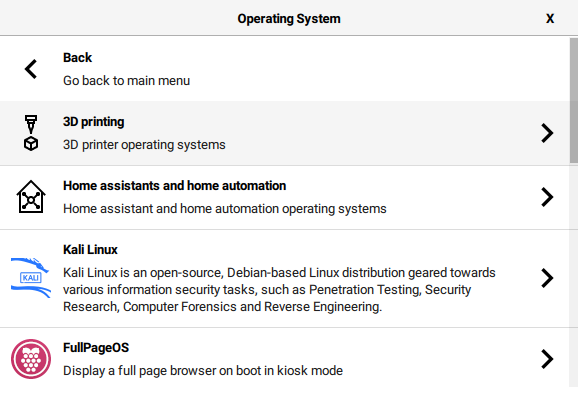 Operating System X
Back
Go back to main menu
3D printing
3D printer operating systems
Home assistants and home automation
Home assistant and home automation operating systems
Kali Linux
KALI
Kali Linux is an open-source, Debian-based Linux distribution geared towards
various information security tasks, such as Penetration Testing, Security
Research, Computer Forensics and Reverse Engineering.
FullPageOS
Display a full page browser on boot in kiosk mode